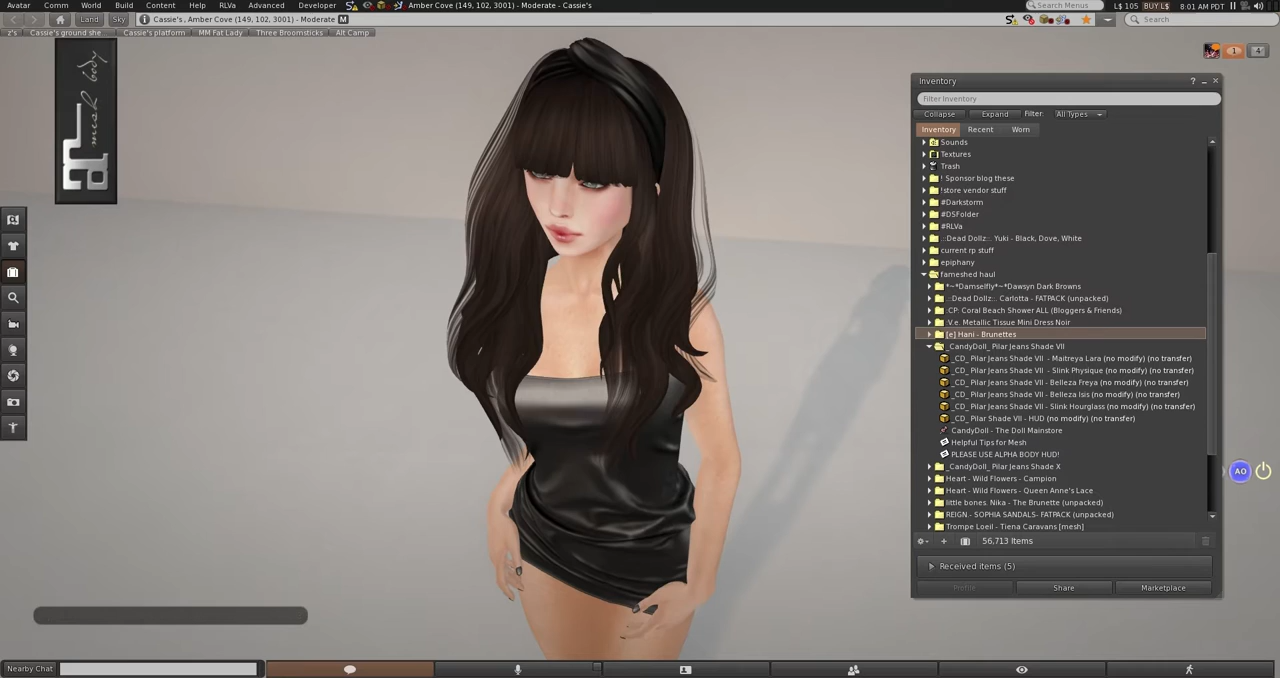 Avatar Comm World Build Content Help RLVa Advanced Developer Amber Cove (149, 102, 3001) - Moderate - Cassie's Search Menus L$ 105 BUY L$ 8:01 AM PDT
Land Sky Cassie's , Amber Cove (149, 102, 3001) - Moderate M Search
z's Cassie's ground she Cassie's platform MM Fat Lady Three Broomsticks Alt Camp
mesh body
1 4
Inventory ? _ ×
Filter Inventory
Collapse Expand Filter: All Types
Inventory Recent Worn
Sounds
Textures
Trash
! Sponsor blog these
!store vendor stuff
#Darkstorm
#DSFolder
#RLVa
.::Dead Dollz::. Yuki - Black, Dove, White
current rp stuff
epiphany
fameshed haul
*~*Damselfly*~*Dawsyn Dark Browns
.::Dead Dollz::. Carlotta - FATPACK (unpacked)
:CP: Coral Beach Shower ALL (Bloggers & Friends)
:V.e. Metallic Tissue Mini Dress Noir
[e] Hani - Brunettes
_CandyDoll_ Pilar Jeans Shade VII
_CD_ Pilar Jeans Shade VII - Maitreya Lara (no modify) (no transfer)
_CD_ Pilar Jeans Shade VII - Slink Physique (no modify) (no transfer)
_CD_ Pilar Jeans Shade VII - Belleza Freya (no modify) (no transfer)
_CD_ Pilar Jeans Shade VII - Belleza Isis (no modify) (no transfer)
_CD_ Pilar Jeans Shade VII - Slink Hourglass (no modify) (no transfer)
_CD_ Pilar Jeans Shade VII - HUD (no modify) (no transfer)
CandyDoll - The Doll Mainstore
Helpful Tips for Mesh
PLEASE USE ALPHA BODY HUD!
_CandyDoll_ Pilar Jeans Shade X
Heart - Wild Flowers - Campion
Heart - Wild Flowers - Queen Anne's Lace
little bones. Nika - The Brunette (unpacked)
REIGN.- SOPHIA SANDALS- FATPACK (unpacked)
Trompe Loeil - Tiena Caravans [mesh]
56,713 Items
Received items (5)
Profile Share Marketplace
AO
Nearby Chat